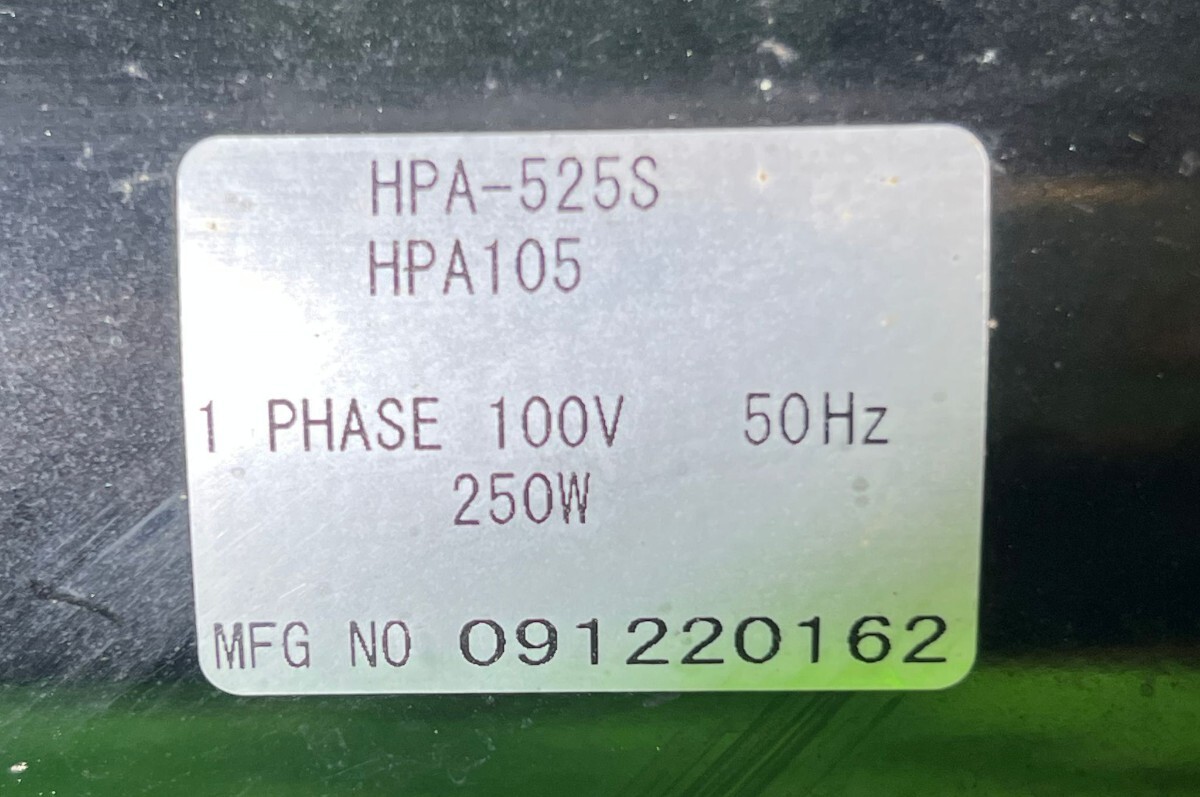 HPA-525S
HPA105
1 PHASE 100V 50Hz
250W
MFG NO 091220162